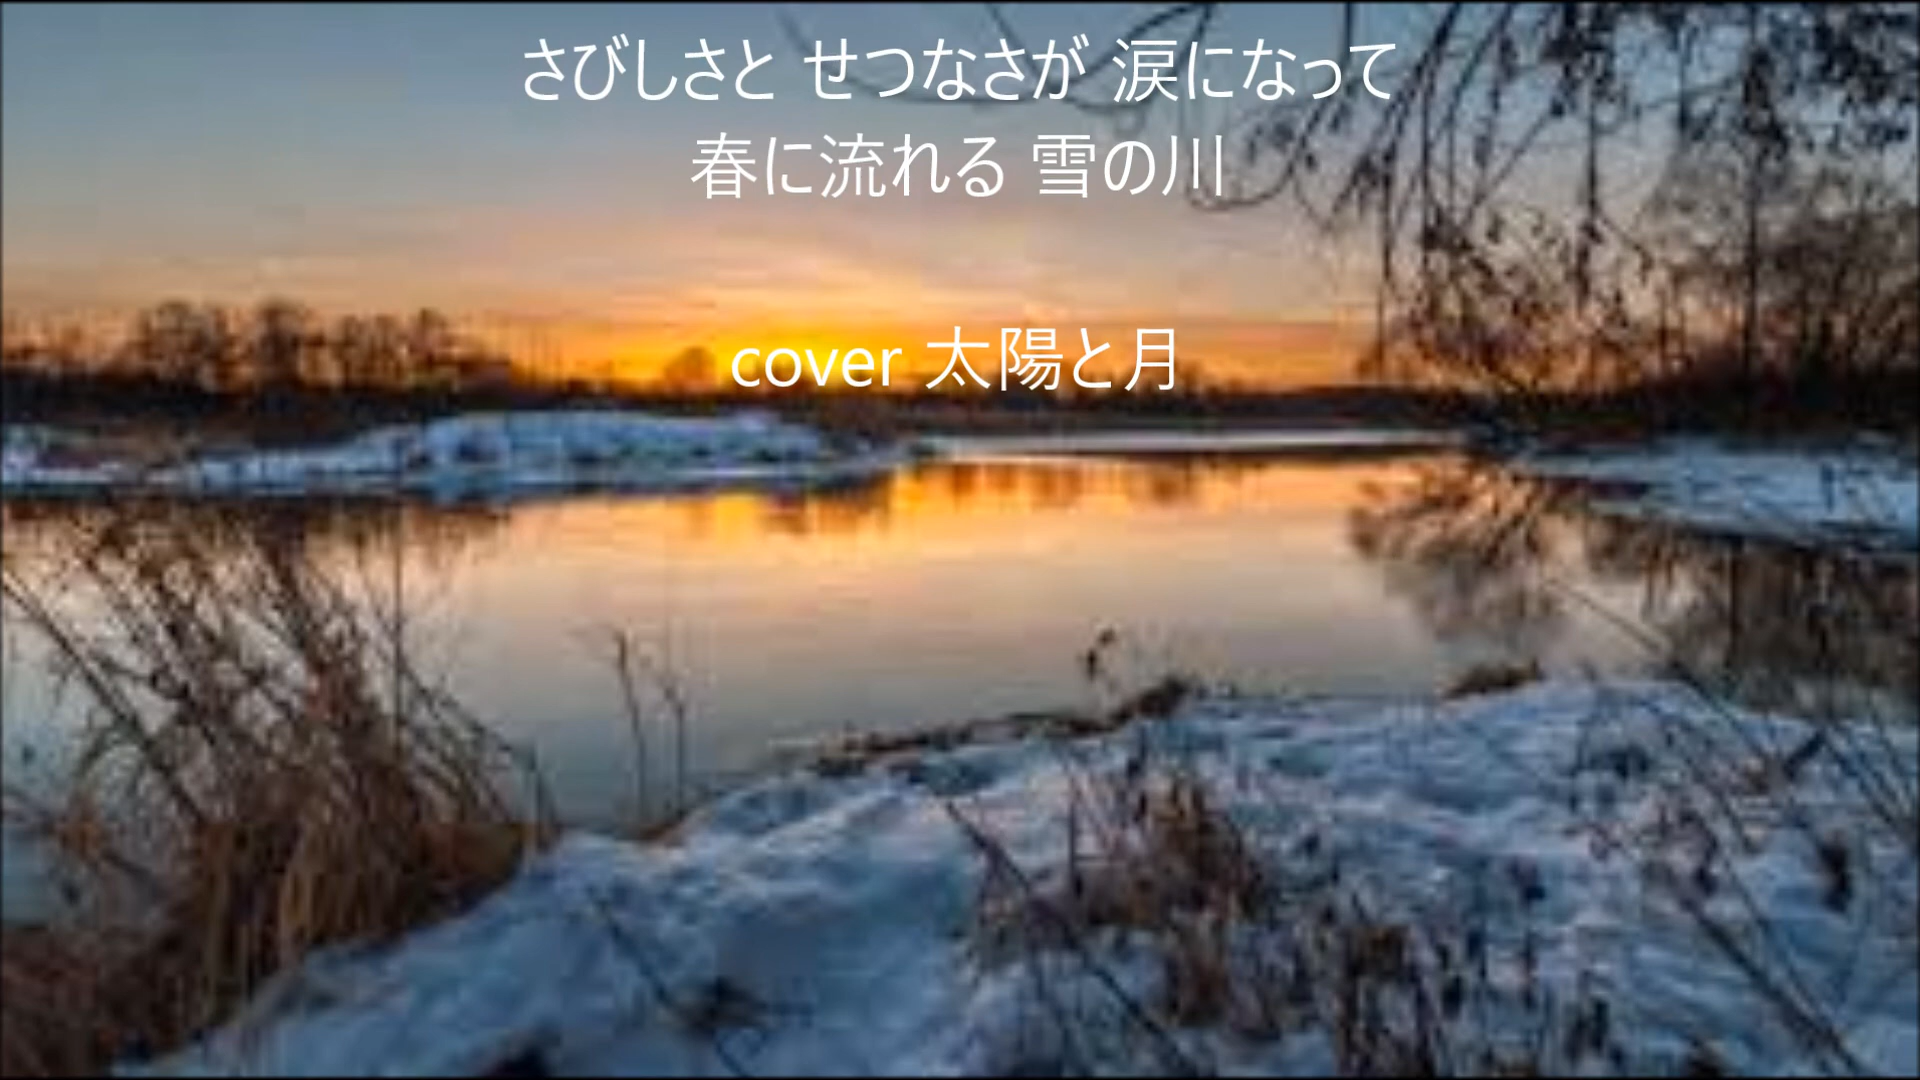 さびしさと せつなさが 涙になって
春に流れる 雪の川
cover 太陽と月